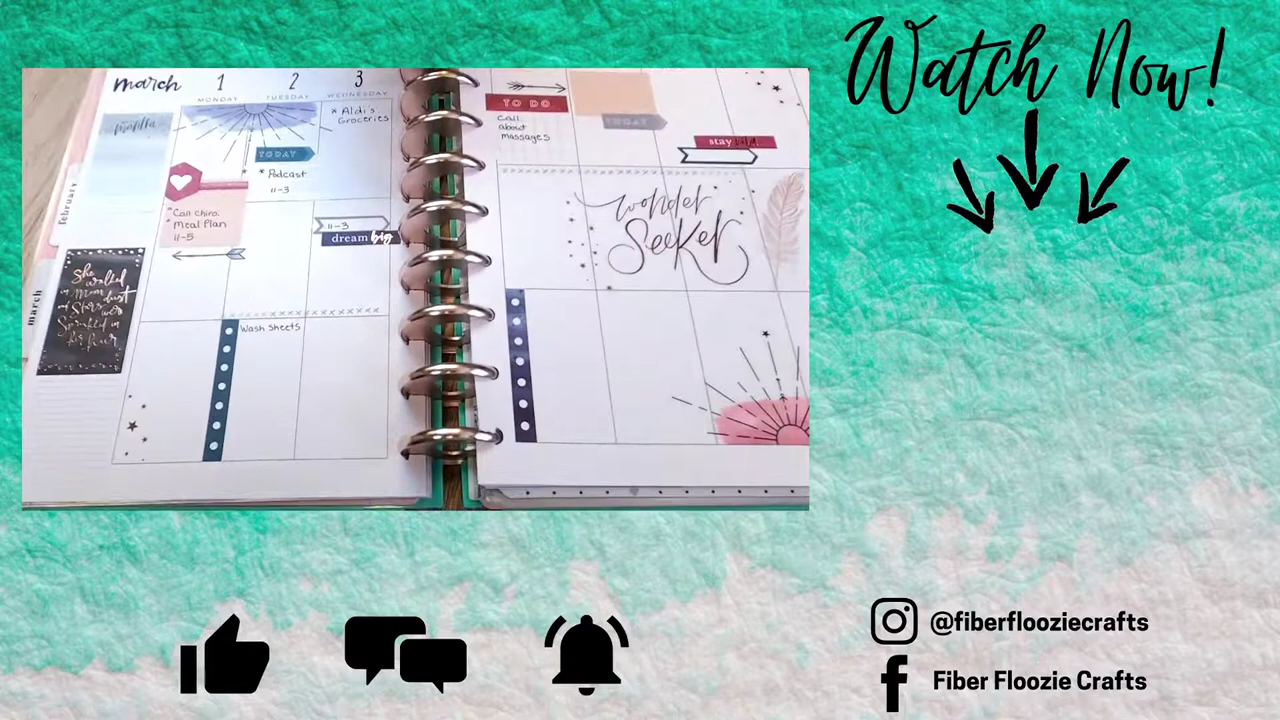 Watch Now!
march 1 2 3
MONDAY TUESDAY WEDNESDAY
* Aldi's
Groceries
TODAY
* Podcast
11-3
* Call Chiro.
* Meal Plan
11-5
11-3
dream big
february
march
She walked
in Moon dust
and Stars were
Sprinkled in
her hair
Wash Sheets
TO DO
Call
about
massages
TODAY
stay wild
wonder
Seeker
@fiberflooziecrafts
Fiber Floozie Crafts